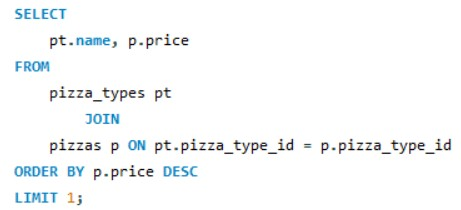 SELECT
    pt.name, p.price
FROM
    pizza_types pt
        JOIN
    pizzas p ON pt.pizza_type_id = p.pizza_type_id
ORDER BY p.price DESC
LIMIT 1;